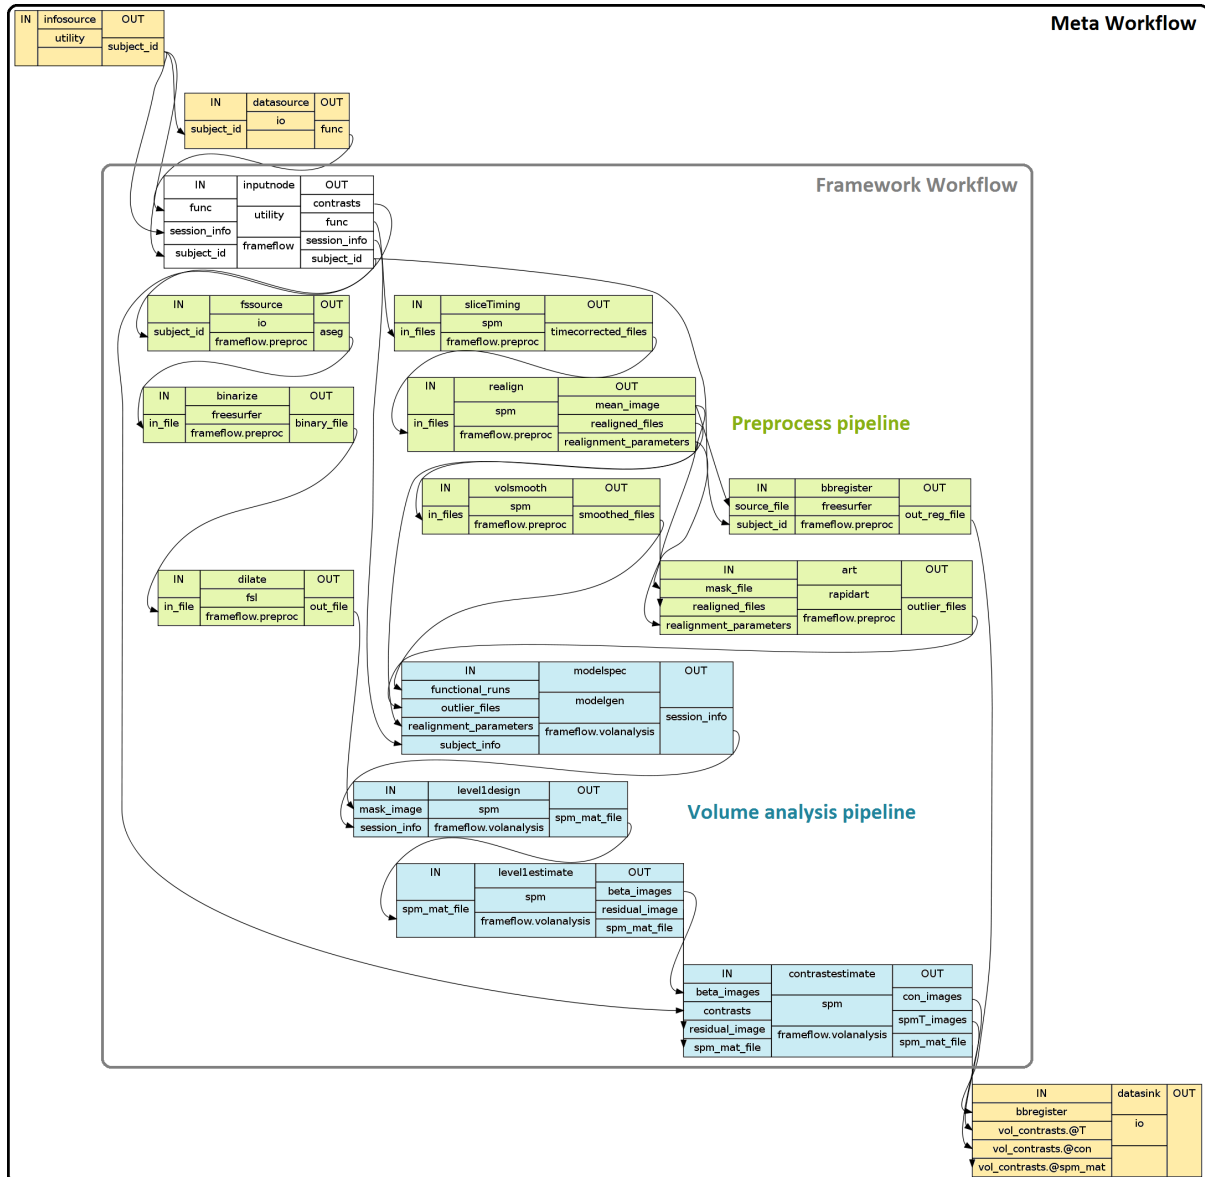 Meta Workflow
IN infosource OUT
utility
subject_id
IN datasource OUT
subject_id io func
Framework Workflow
IN inputnode OUT
func utility contrasts
session_info func
subject_id frameflow session_info
subject_id
IN fssource OUT
subject_id io aseg
frameflow.preproc
IN sliceTiming OUT
in_files spm timecorrected_files
frameflow.preproc
IN binarize OUT
in_file freesurfer binary_file
frameflow.preproc
IN realign OUT
in_files spm mean_image
realigned_files
frameflow.preproc realignment_parameters
Preprocess pipeline
IN volsmooth OUT
in_files spm smoothed_files
frameflow.preproc
IN bbregister OUT
source_file freesurfer out_reg_file
subject_id frameflow.preproc
IN dilate OUT
in_file fsl out_file
frameflow.preproc
IN art OUT
mask_file rapidart outlier_files
realigned_files
realignment_parameters frameflow.preproc
IN modelspec OUT
functional_runs modelgen session_info
outlier_files
realignment_parameters frameflow.volanalysis
subject_info
IN level1design OUT
mask_image spm spm_mat_file
session_info frameflow.volanalysis
Volume analysis pipeline
IN level1estimate OUT
spm_mat_file spm beta_images
residual_image
frameflow.volanalysis spm_mat_file
IN contrastestimate OUT
beta_images spm con_images
contrasts spmT_images
residual_image frameflow.volanalysis spm_mat_file
spm_mat_file
IN datasink OUT
bbregister io
vol_contrasts.@T
vol_contrasts.@con
vol_contrasts.@spm_mat